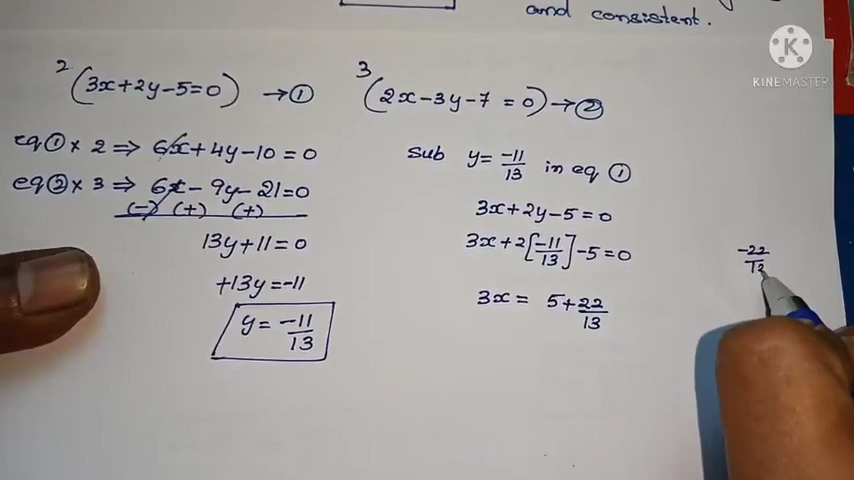 and consistent.
K
KINEMASTER
2(3x+2y-5=0) → ①
3(2x-3y-7=0) → ②
eq① × 2 ⇒ 6x+4y-10=0
eq② × 3 ⇒ 6x-9y-21=0
(-) (+) (+)
13y+11=0
+13y=-11
y= -11/13
Sub y= -11/13 in eq ①
3x+2y-5=0
3x+2[-11/13]-5=0
3x = 5+22/13
-22/13